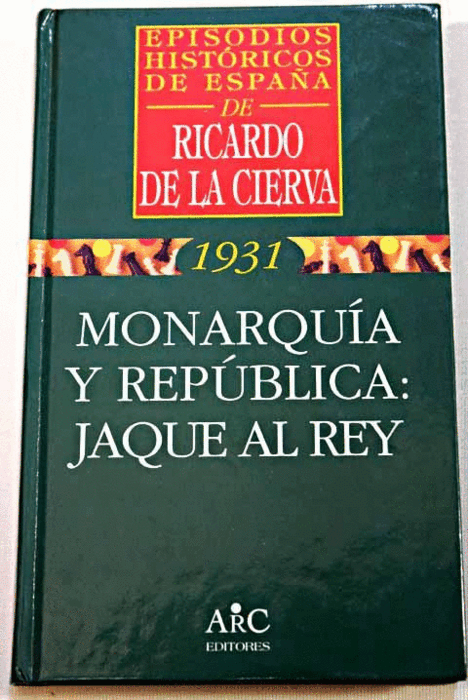 EPISODIOS
HISTÓRICOS
DE ESPAÑA
DE
RICARDO
DE LA CIERVA
1931
MONARQUÍA
Y REPÚBLICA:
JAQUE AL REY
ARC
EDITORES